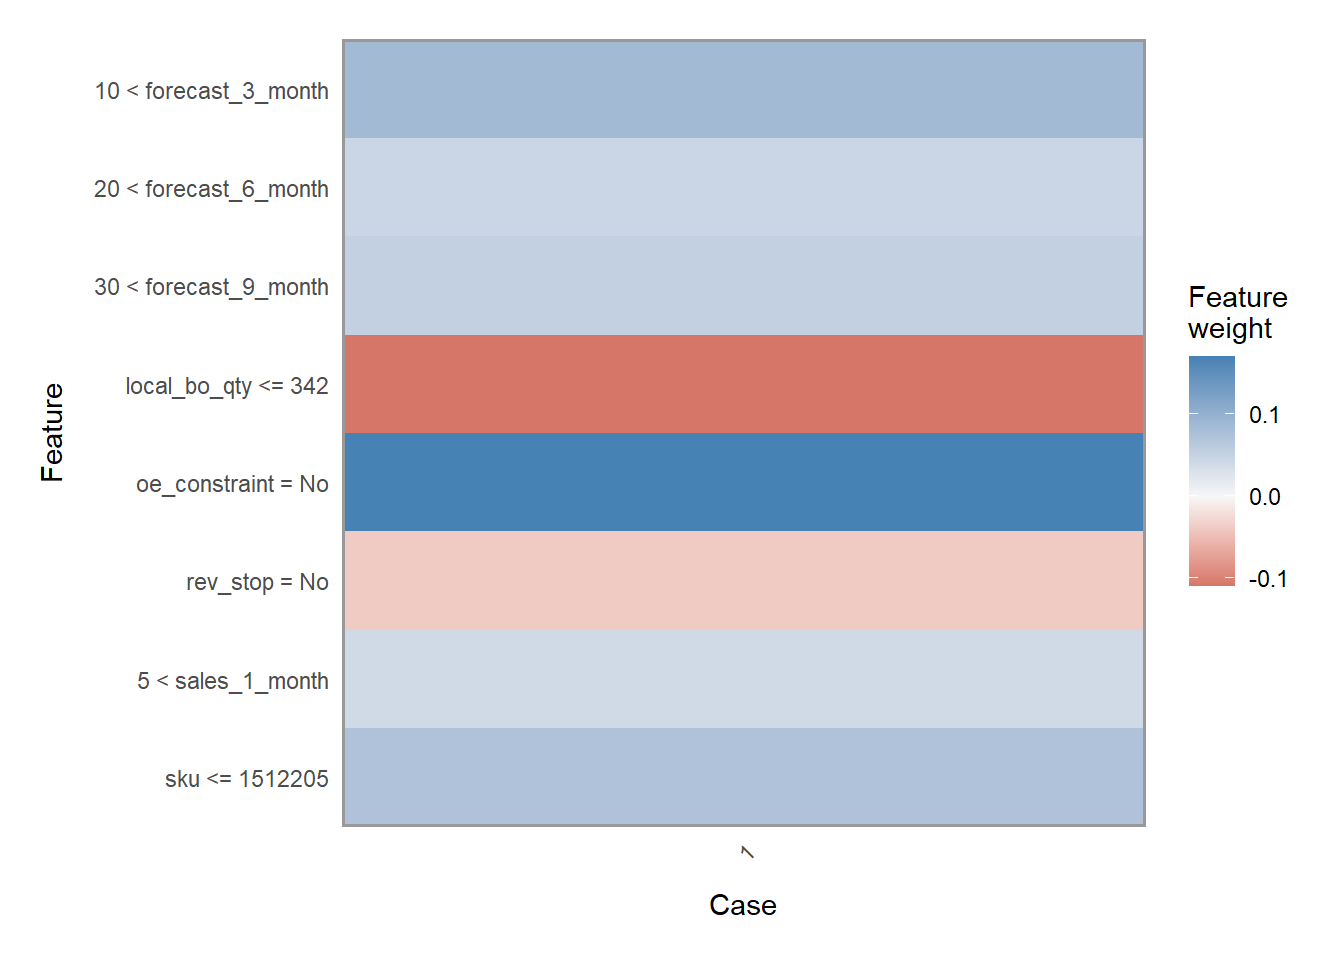 10 < forecast_3_month
20 < forecast_6_month
30 < forecast_9_month
local_bo_qty <= 342
oe_constraint = No
rev_stop = No
5 < sales_1_month
sku <= 1512205
Feature
1
Case
Feature
weight
0.1
0.0
-0.1